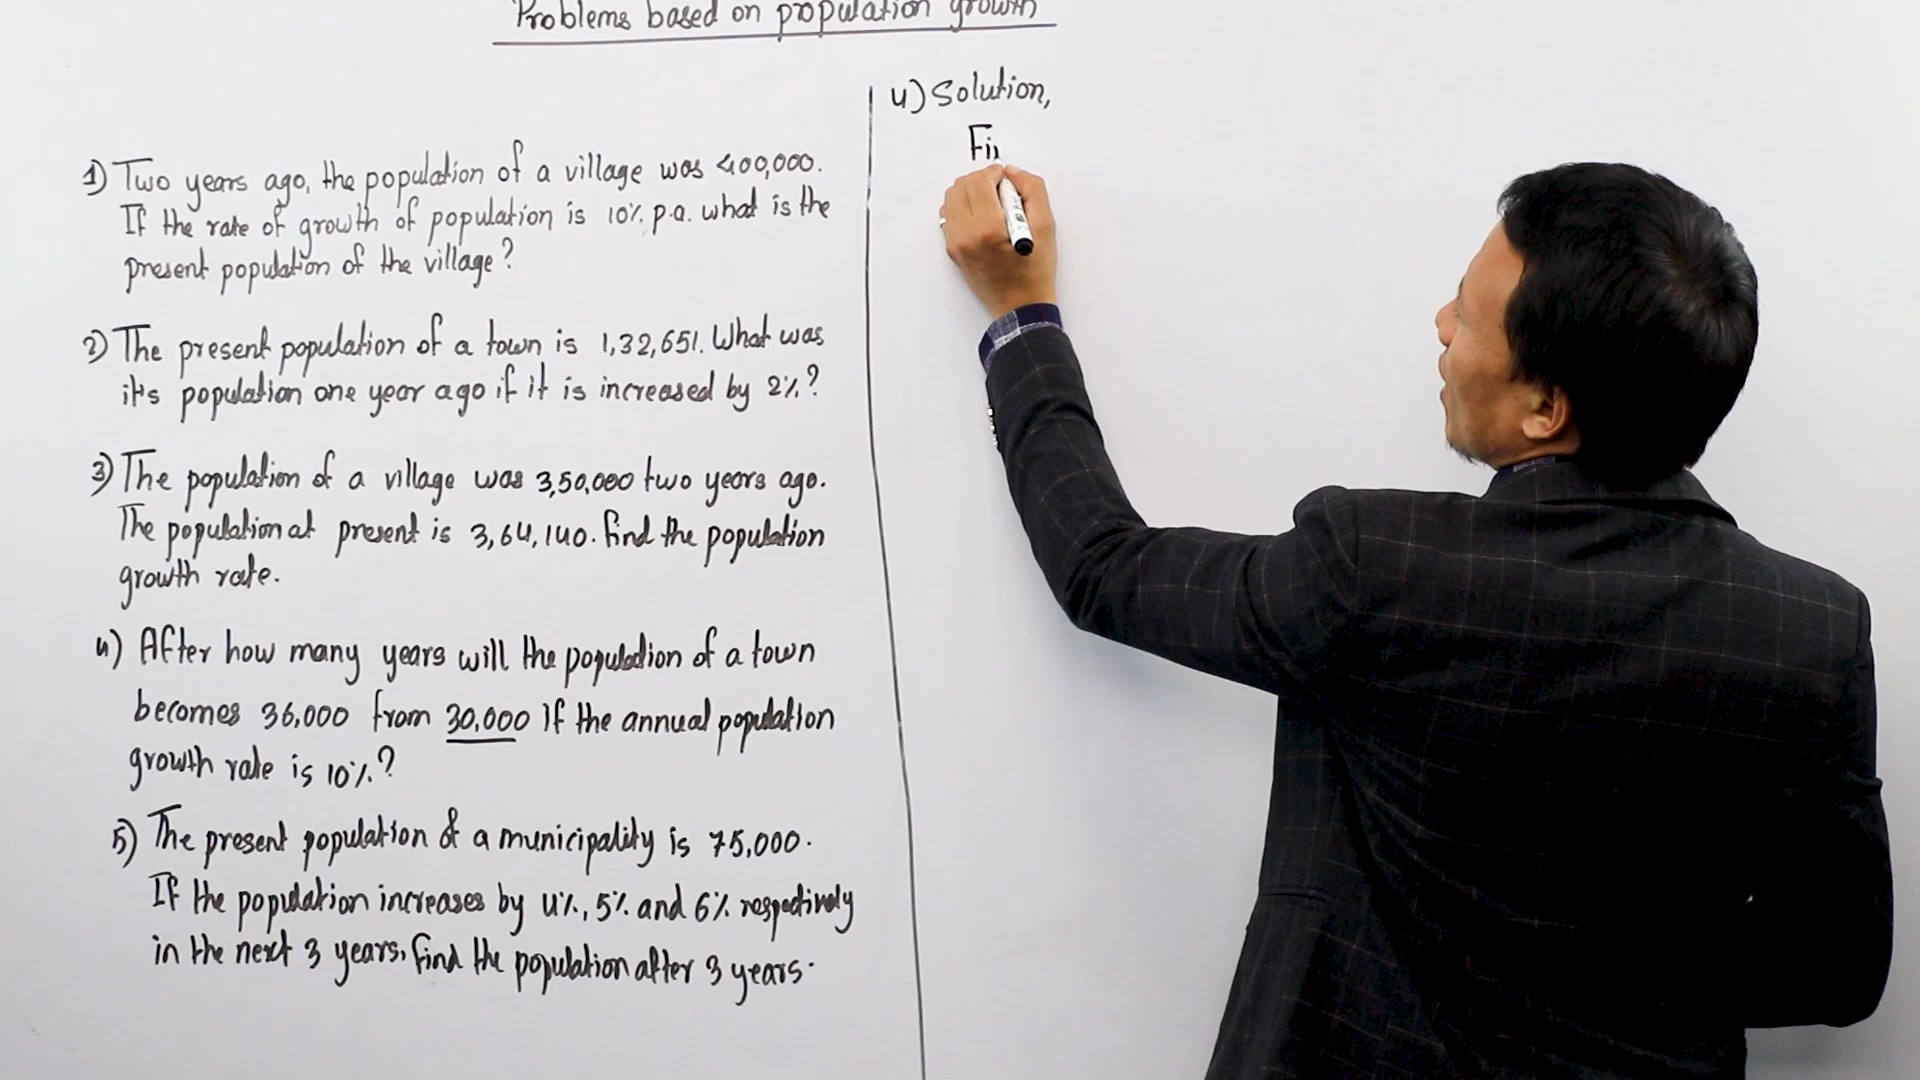 Problems based on population growth
1) Two years ago, the population of a village was 400,000.
If the rate of growth of population is 10% p.a. what is the
present population of the village?
2) The present population of a town is 1,32,651. What was
it's population one year ago if it is increased by 2%?
3) The population of a village was 3,50,000 two years ago.
The population at present is 3,64,140. find the population
growth rate.
4) After how many years will the population of a town
becomes 36,000 from 30,000 if the annual population
growth rate is 10%?
5) The present population of a municipality is 75,000.
If the population increases by 4%, 5% and 6% respectively
in the next 3 years, find the population after 3 years.
4) Solution,
Fi